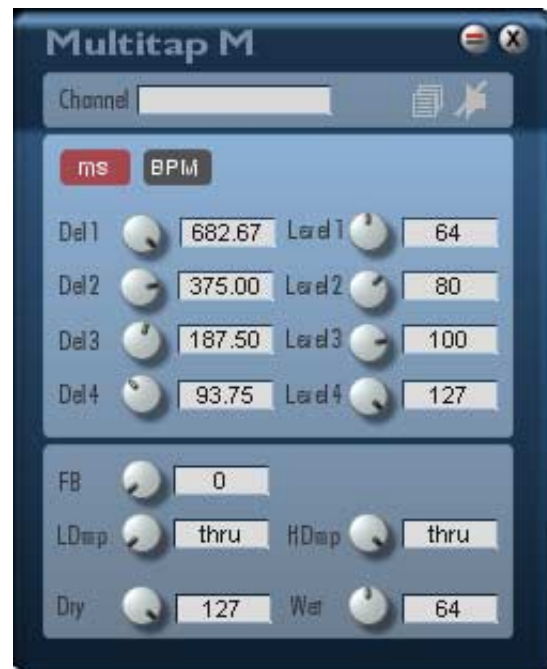 Multitap M
Channel
ms BPM
Del 1 682.67 Level 1 64
Del 2 375.00 Level 2 80
Del 3 187.50 Level 3 100
Del 4 93.75 Level 4 127
FB 0
LDmp thru HDmp thru
Dry 127 Wet 64